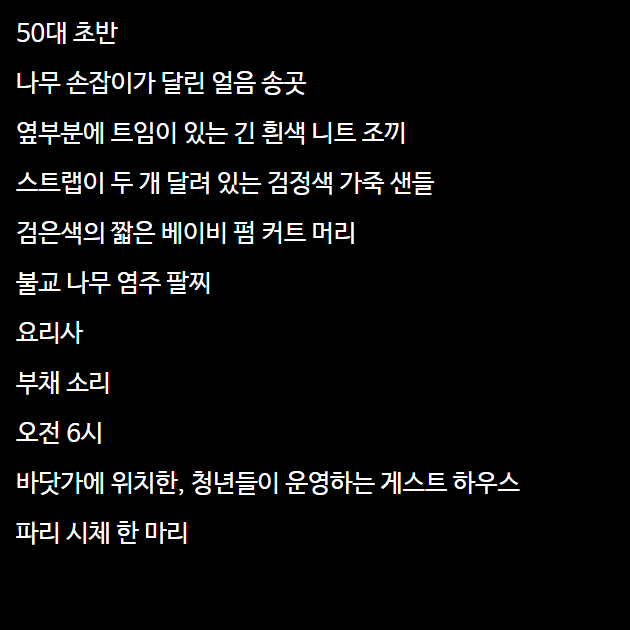 50대 초반
나무 손잡이가 달린 얼음 송곳
옆부분에 트임이 있는 긴 흰색 니트 조끼
스트랩이 두 개 달려 있는 검정색 가죽 샌들
검은색의 짧은 베이비 펌 커트 머리
불교 나무 염주 팔찌
요리사
부채 소리
오전 6시
바닷가에 위치한, 청년들이 운영하는 게스트 하우스
파리 시체 한 마리